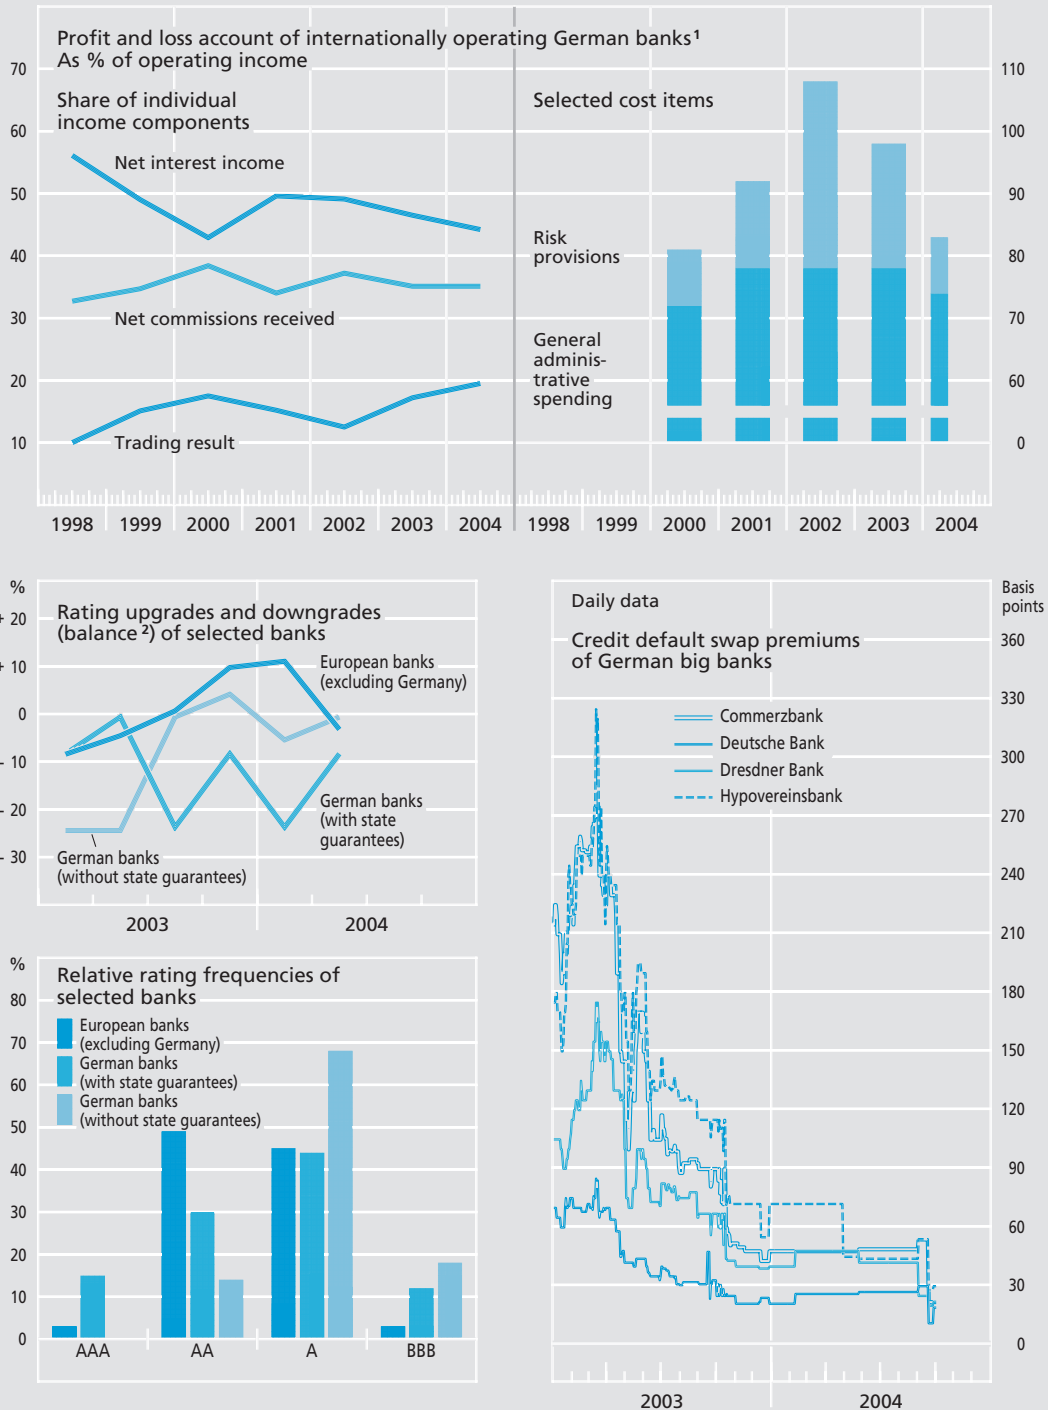 Profit and loss account of internationally operating German banks¹
As % of operating income
70
60
50
40
30
20
10
Share of individual
income components
Net interest income
Net commissions received
Trading result
1998 1999 2000 2001 2002 2003 2004
Selected cost items
Risk
provisions
General
adminis-
trative
spending
110
100
90
80
70
60
0
1998 1999 2000 2001 2002 2003 2004
%
+ 20
+ 10
0
– 10
– 20
– 30
Rating upgrades and downgrades
(balance ²) of selected banks
European banks
(excluding Germany)
German banks
(with state
guarantees)
German banks
(without state guarantees)
2003 2004
%
80
70
60
50
40
30
20
10
0
Relative rating frequencies of
selected banks
European banks
(excluding Germany)
German banks
(with state guarantees)
German banks
(without state guarantees)
AAA AA A BBB
Daily data
Credit default swap premiums
of German big banks
Commerzbank
Deutsche Bank
Dresdner Bank
Hypovereinsbank
Basis
points
360
330
300
270
240
210
180
150
120
90
60
30
0
2003 2004